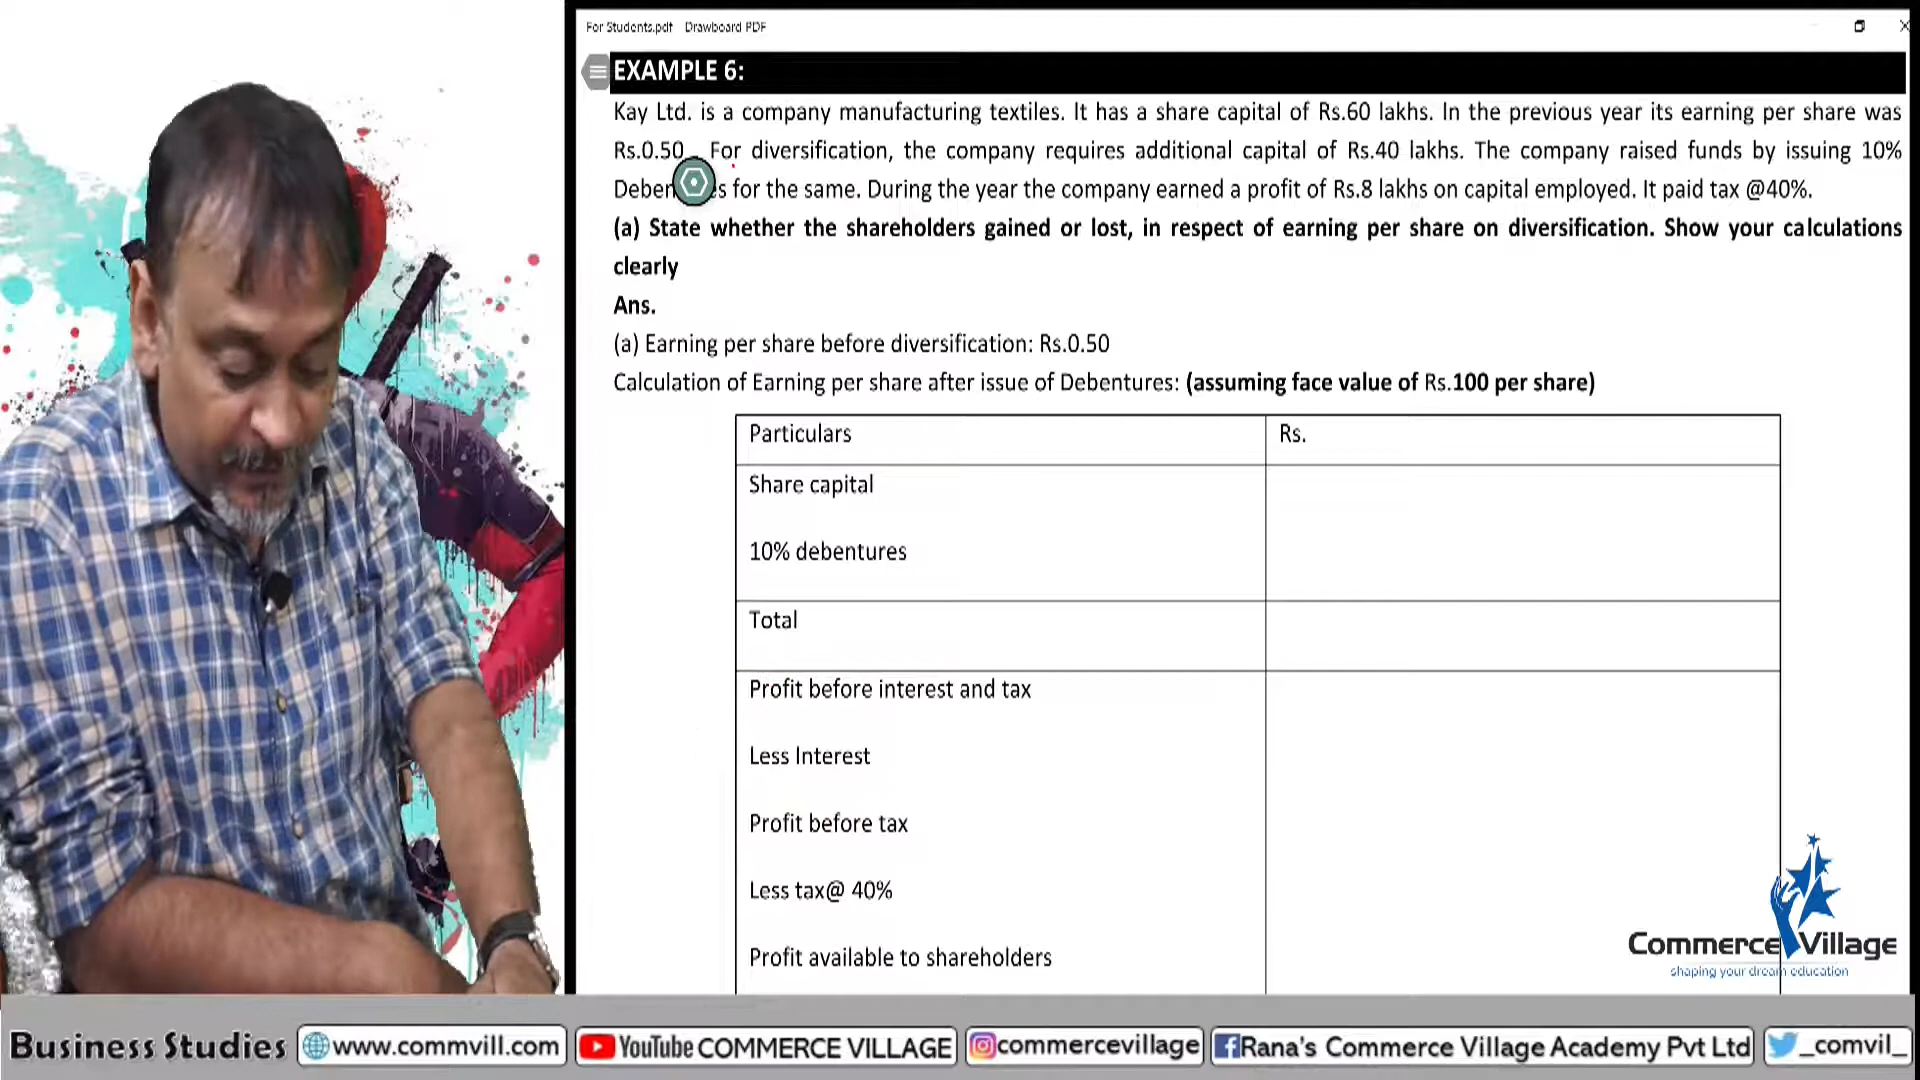 For Students.pdf Drawboard PDF
EXAMPLE 6:
Kay Ltd. is a company manufacturing textiles. It has a share capital of Rs.60 lakhs. In the previous year its earning per share was
Rs.0.50 For diversification, the company requires additional capital of Rs.40 lakhs. The company raised funds by issuing 10%
for the same. During the year the company earned a profit of Rs.8 lakhs on capital employed. It paid tax @40%.
(a) State whether the shareholders gained or lost, in respect of earning per share on diversification. Show your calculations
clearly
Ans.
(a) Earning per share before diversification: Rs.0.50
Calculation of Earning per share after issue of Debentures: (assuming face value of Rs.100 per share)
Particulars Rs.
Share capital
10% debentures
Total
Profit before interest and tax
Less Interest
Profit before tax
Less tax@ 40%
Profit available to shareholders
Commerce Village
shaping your dream education
Business Studies www.commvill.com YouTube COMMERCE VILLAGE commercevillage Rana's Commerce Village Academy Pvt Ltd _comvil_